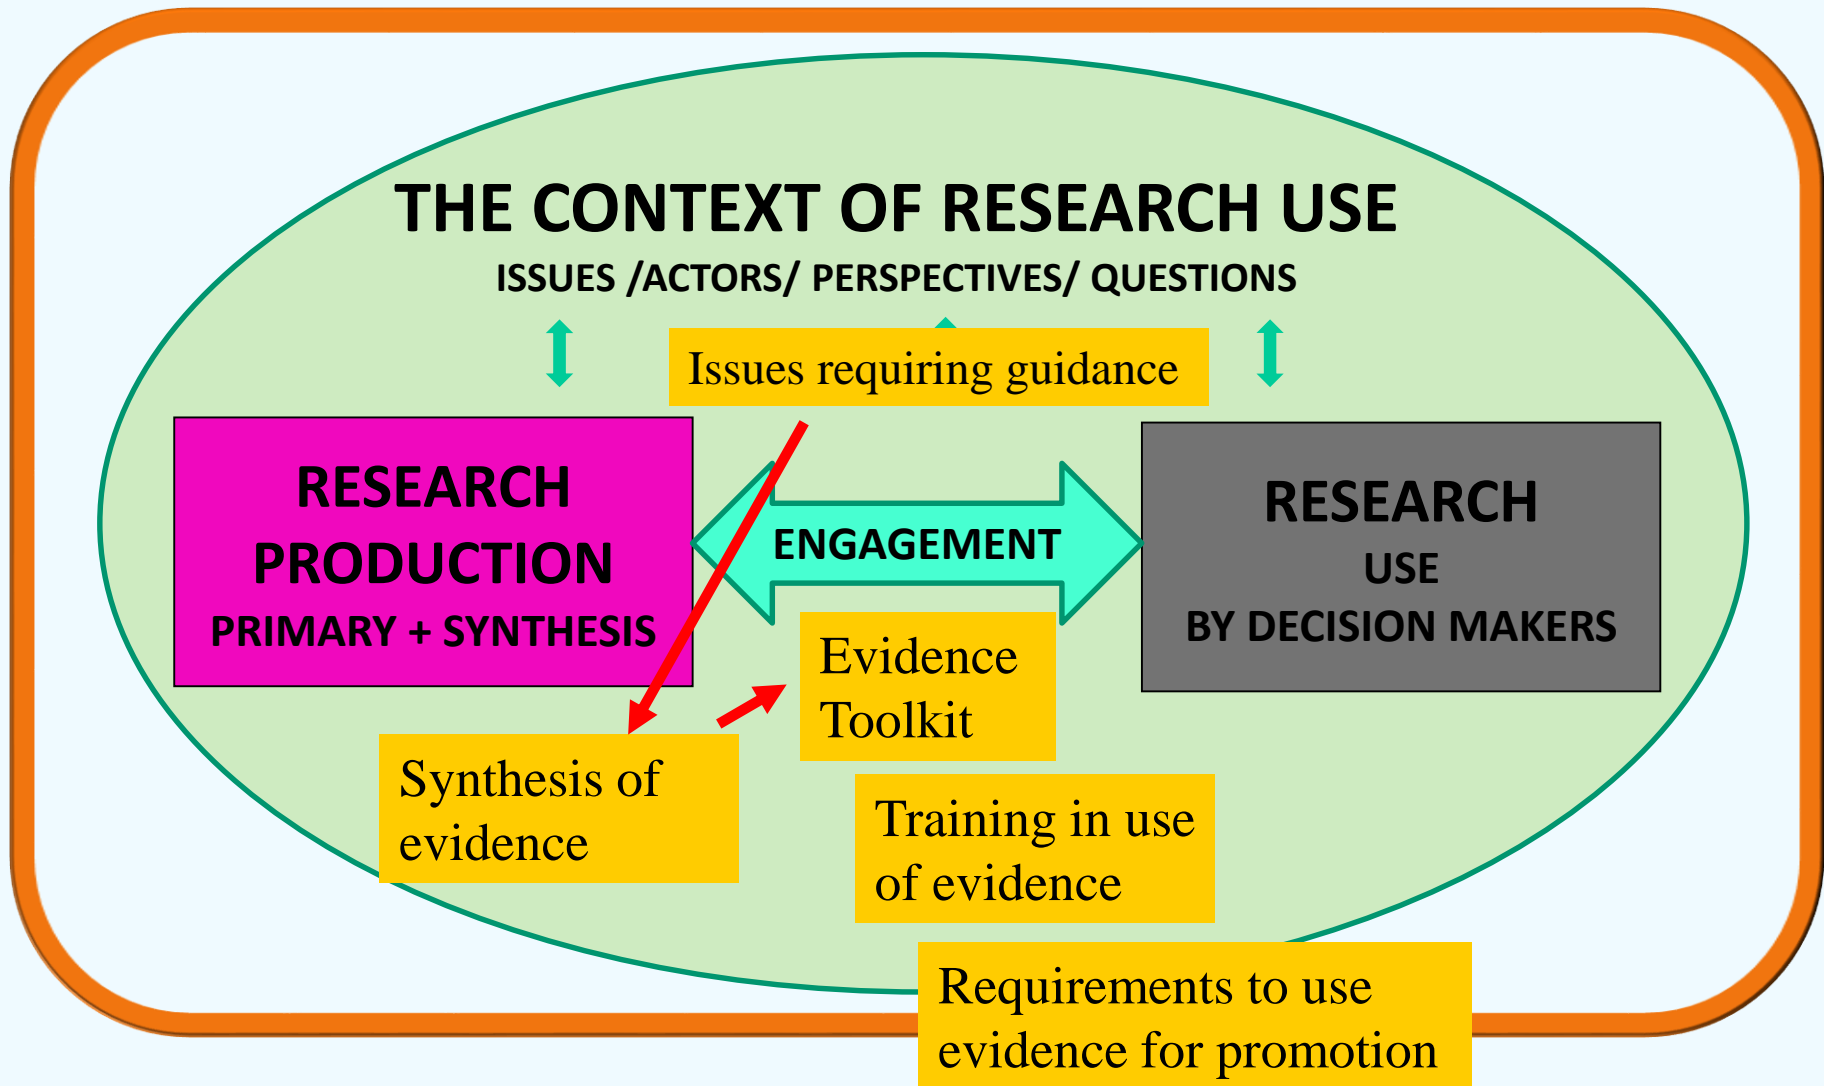 THE CONTEXT OF RESEARCH USE
ISSUES /ACTORS/ PERSPECTIVES/ QUESTIONS
Issues requiring guidance
RESEARCH
PRODUCTION
PRIMARY + SYNTHESIS
ENGAGEMENT
RESEARCH
USE
BY DECISION MAKERS
Evidence
Toolkit
Synthesis of
evidence
Training in use
of evidence
Requirements to use
evidence for promotion